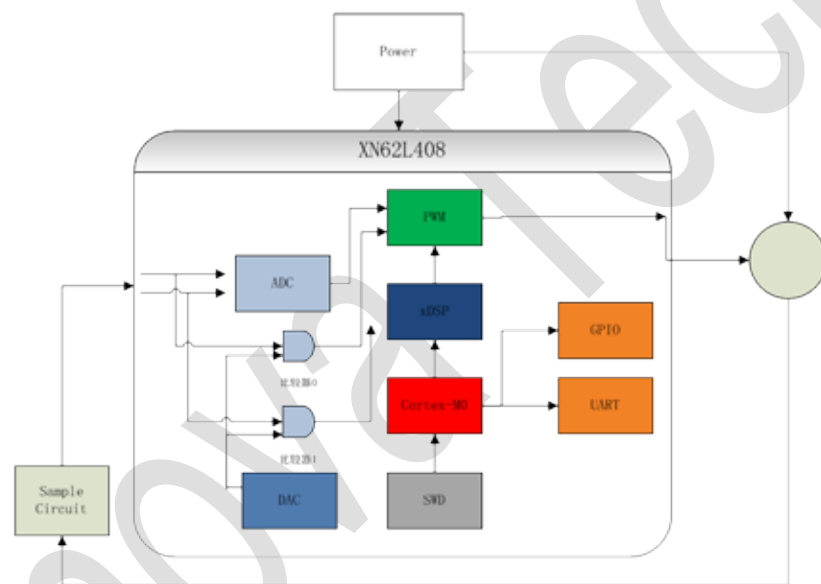 Power
XN62L408
PWM
ADC
xDSP
GPIO
比较器0
Cortex-M0
UART
比较器1
Sample
Circuit
DAC
SWD